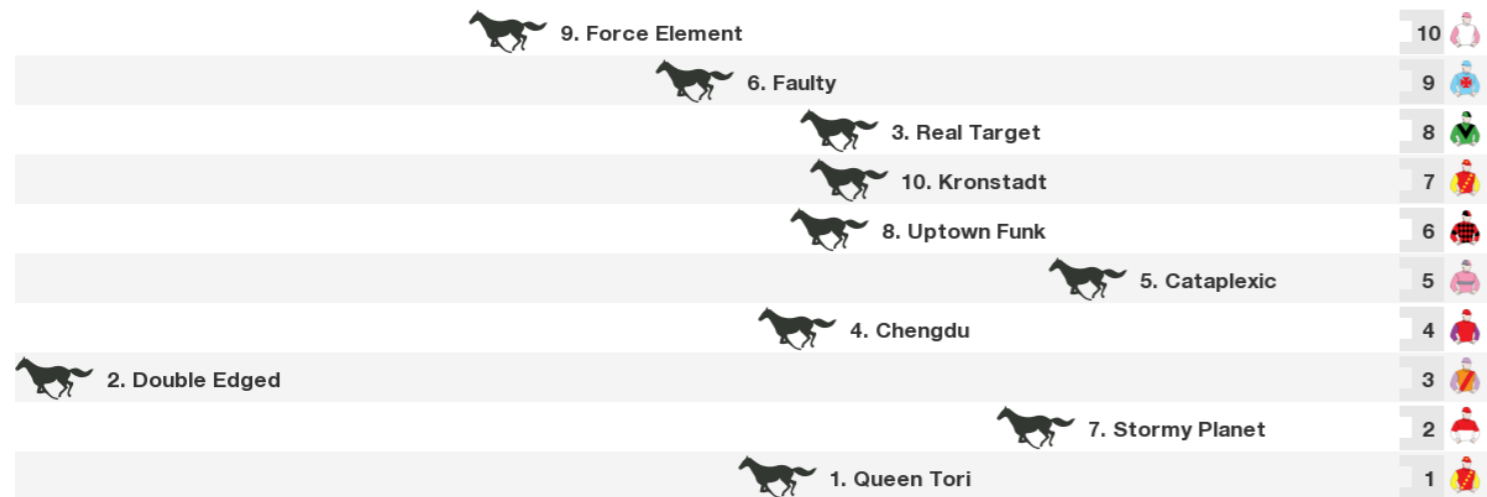 9. Force Element 10
6. Faulty 9
3. Real Target 8
10. Kronstadt 7
8. Uptown Funk 6
5. Cataplexic 5
4. Chengdu 4
2. Double Edged 3
7. Stormy Planet 2
1. Queen Tori 1